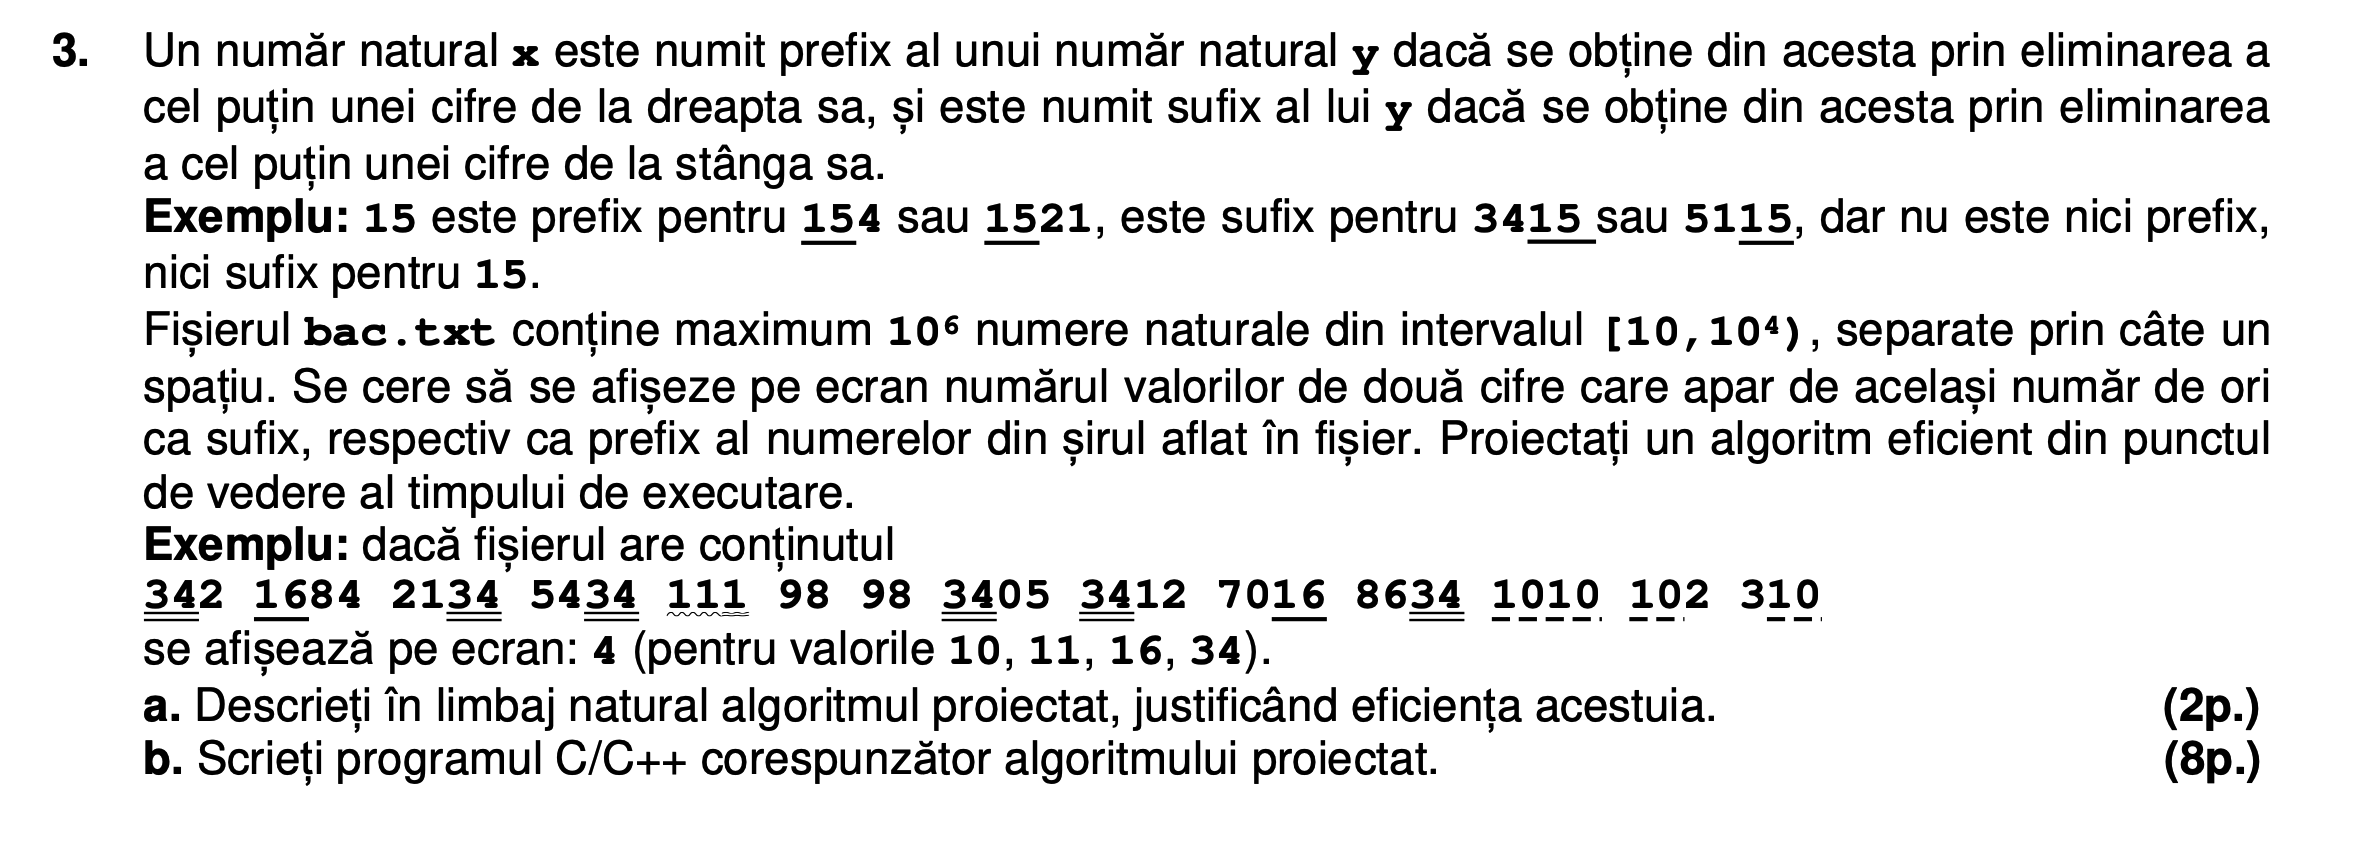 3. Un număr natural x este numit prefix al unui număr natural y dacă se obține din acesta prin eliminarea a
cel puțin unei cifre de la dreapta sa, și este numit sufix al lui y dacă se obține din acesta prin eliminarea
a cel puțin unei cifre de la stânga sa.
Exemplu: 15 este prefix pentru 154 sau 1521, este sufix pentru 3415 sau 5115, dar nu este nici prefix,
nici sufix pentru 15.
Fișierul bac.txt conține maximum 10⁶ numere naturale din intervalul [10,10⁴), separate prin câte un
spațiu. Se cere să se afișeze pe ecran numărul valorilor de două cifre care apar de același număr de ori
ca sufix, respectiv ca prefix al numerelor din șirul aflat în fișier. Proiectați un algoritm eficient din punctul
de vedere al timpului de executare.
Exemplu: dacă fișierul are conținutul
342 1684 2134 5434 111 98 98 3405 3412 7016 8634 1010 102 310
se afișează pe ecran: 4 (pentru valorile 10, 11, 16, 34).
a. Descrieți în limbaj natural algoritmul proiectat, justificând eficiența acestuia. (2p.)
b. Scrieți programul C/C++ corespunzător algoritmului proiectat. (8p.)